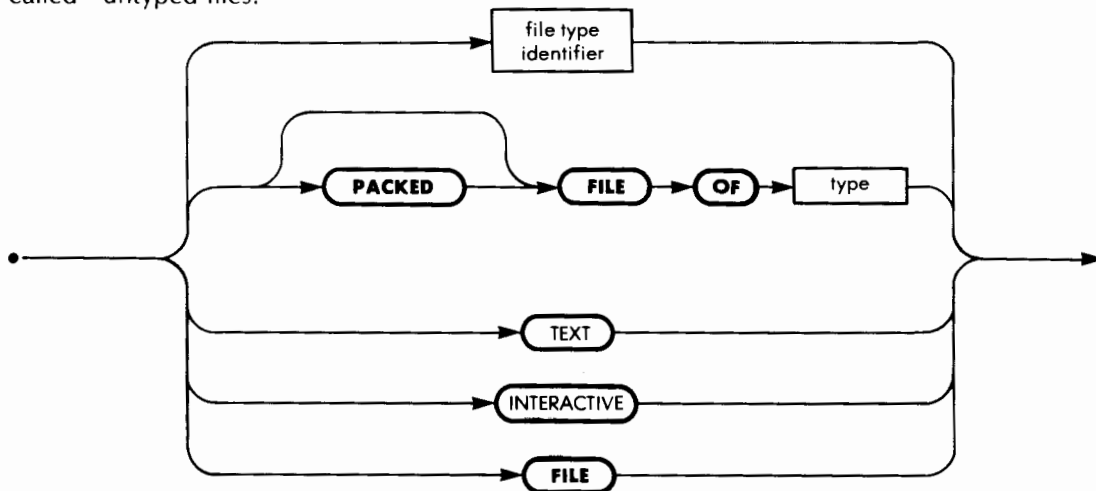 called "untyped files.
file type
identifier
PACKED FILE OF type
TEXT
INTERACTIVE
FILE